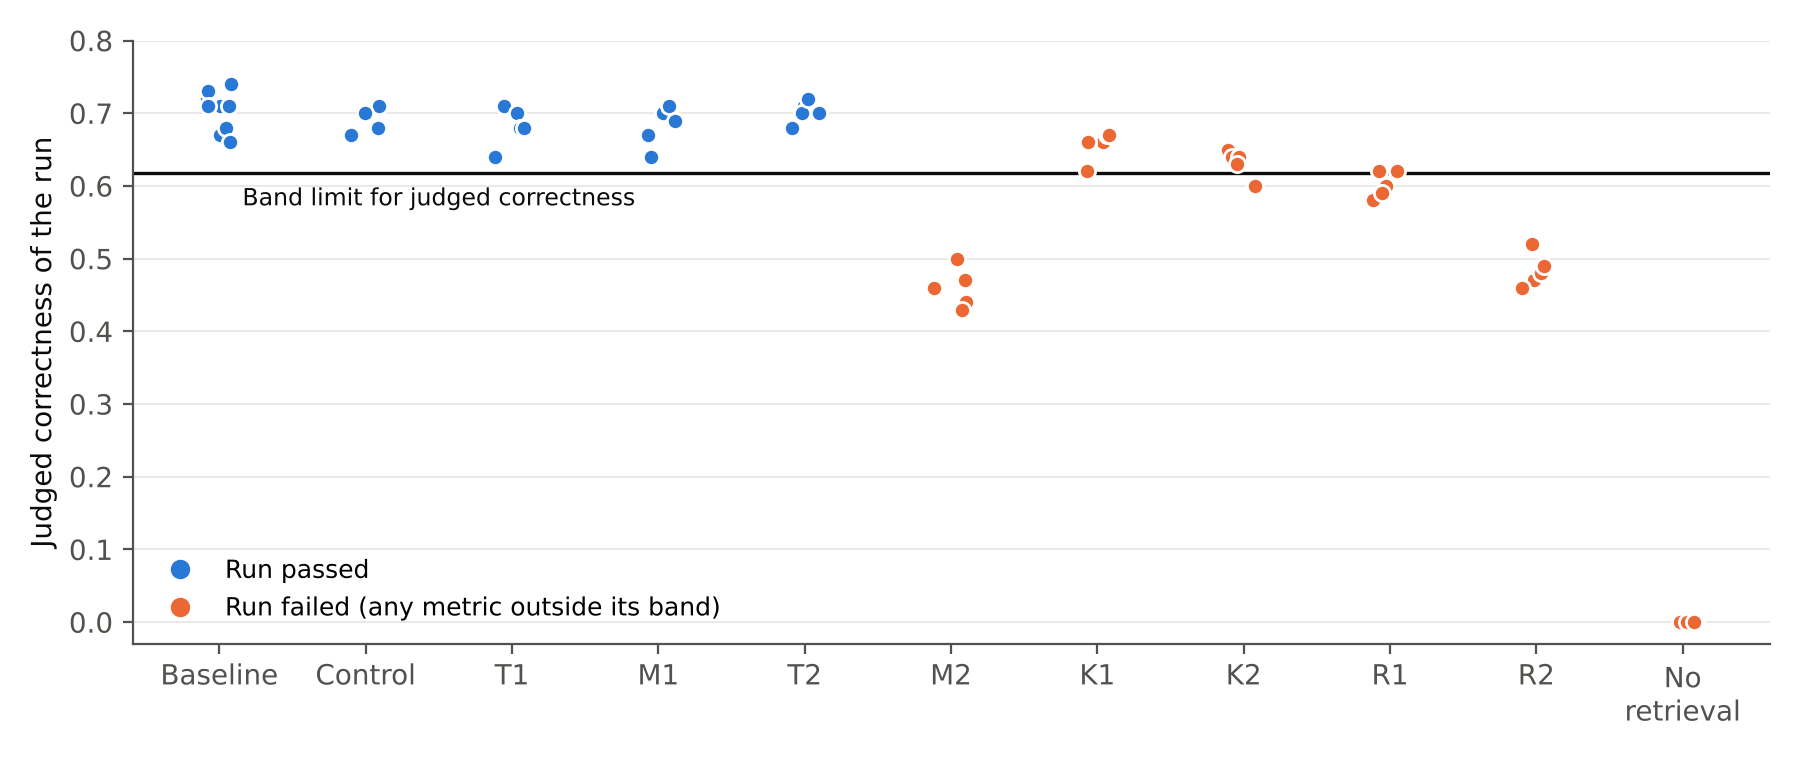 Judged correctness of the run
0.8
0.7
0.6
0.5
0.4
0.3
0.2
0.1
0.0
Band limit for judged correctness
Run passed
Run failed (any metric outside its band)
Baseline
Control
T1
M1
T2
M2
K1
K2
R1
R2
No
retrieval